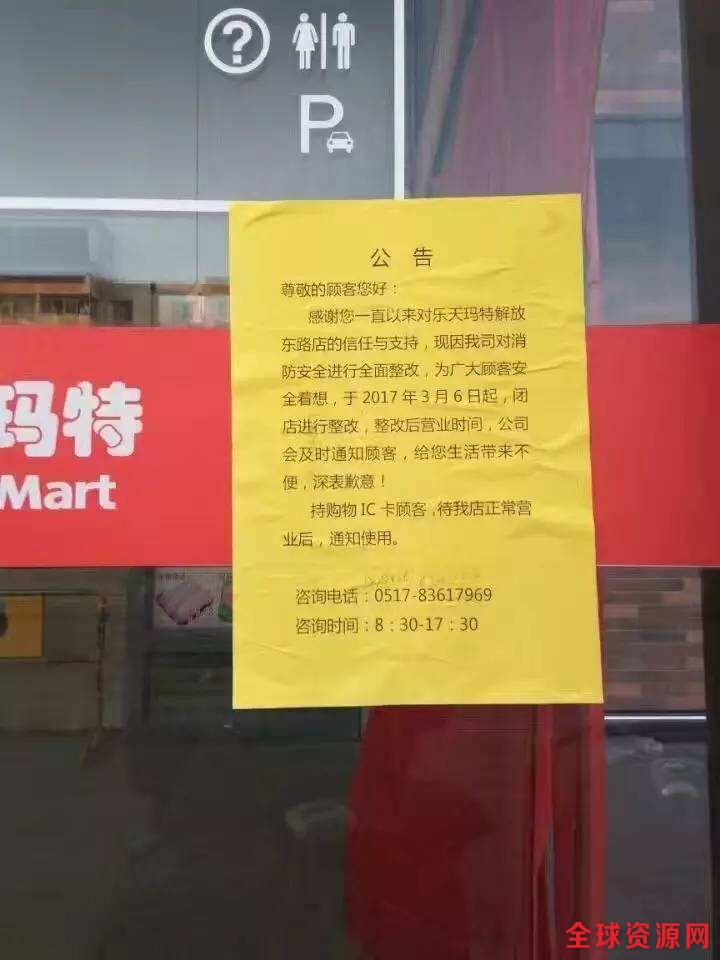 ?
P
公 告
尊敬的顾客您好：
感谢您一直以来对乐天玛特解放
东路店的信任与支持，现因我司对消
防安全进行全面整改，为广大顾客安
全着想，于 2017 年 3 月 6 日起，闭
店进行整改，整改后营业时间，公司
会及时通知顾客，给您生活带来不
便，深表歉意！
持购物 IC 卡顾客，待我店正常营
业后，通知使用。
咨询电话：0517-83617969
咨询时间：8：30-17：30
玛特
Mart
全球资源网